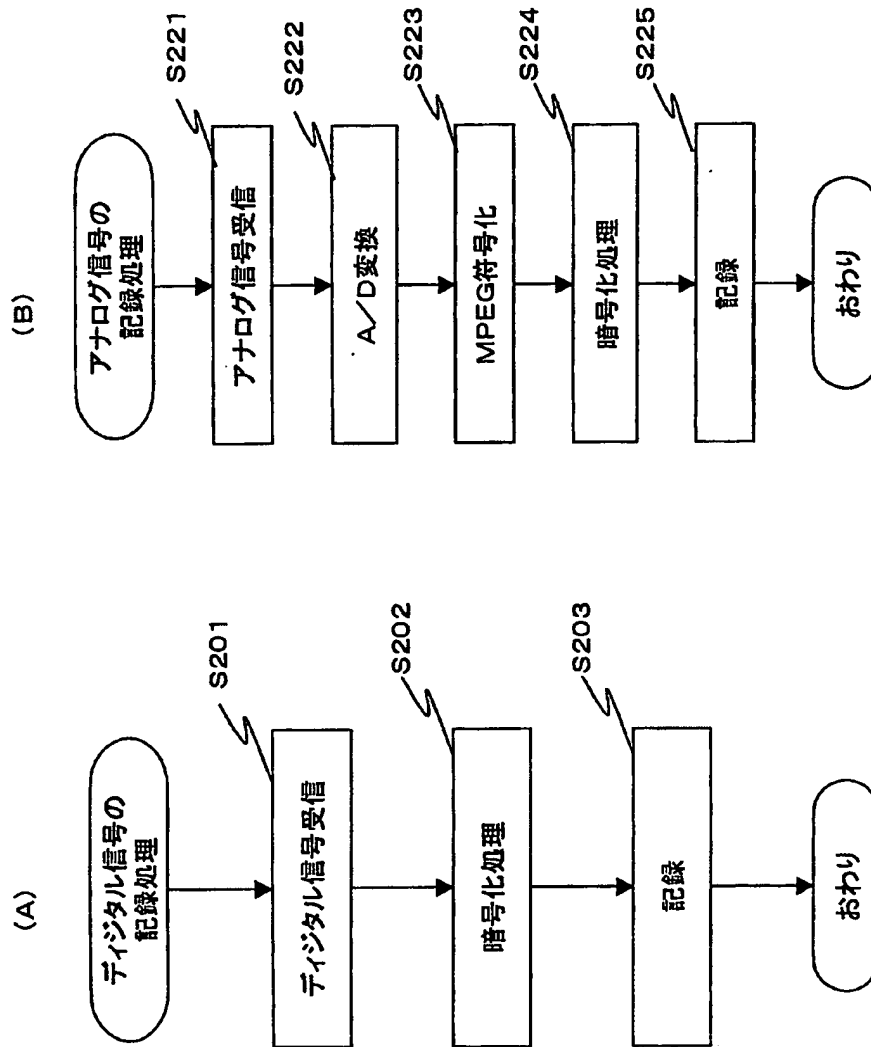 (A)
ディジタル信号の
記録処理
S201
ディジタル信号受信
S202
暗号化処理
S203
記録
おわり
(B)
アナログ信号の
記録処理
S221
アナログ信号受信
S222
A/D変換
S223
MPEG符号化
S224
暗号化処理
S225
記録
おわり